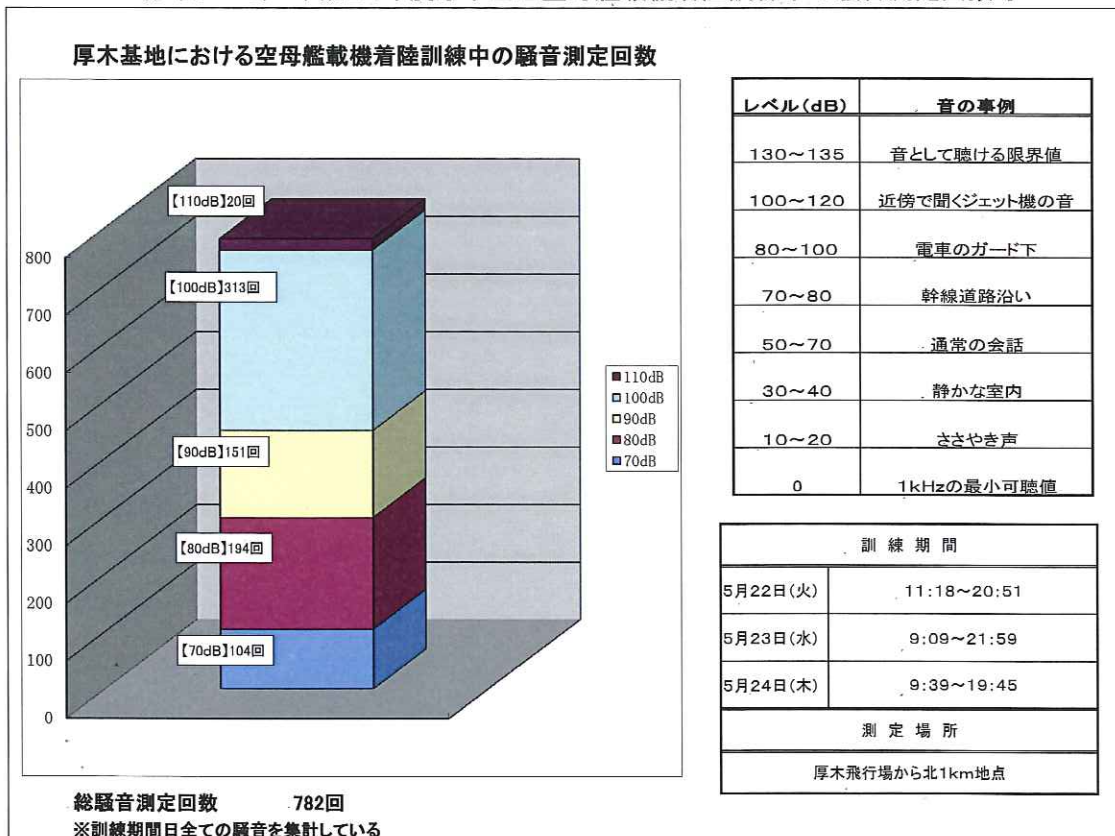 厚木基地における空母艦載機着陸訓練中の騒音測定回数
【110dB】20回
【100dB】313回
【90dB】151回
【80dB】194回
【70dB】104回
800
700
600
500
400
300
200
100
0
110dB
100dB
90dB
80dB
70dB
総騒音測定回数 782回
※訓練期間日全ての騒音を集計している
レベル(dB) 音の事例
130～135 音として聴ける限界値
100～120 近傍で聞くジェット機の音
80～100 電車のガード下
70～80 幹線道路沿い
50～70 通常の会話
30～40 静かな室内
10～20 ささやき声
0 1kHzの最小可聴値
訓練期間
5月22日(火) 11:18～20:51
5月23日(水) 9:09～21:59
5月24日(木) 9:39～19:45
測定場所
厚木飛行場から北1km地点